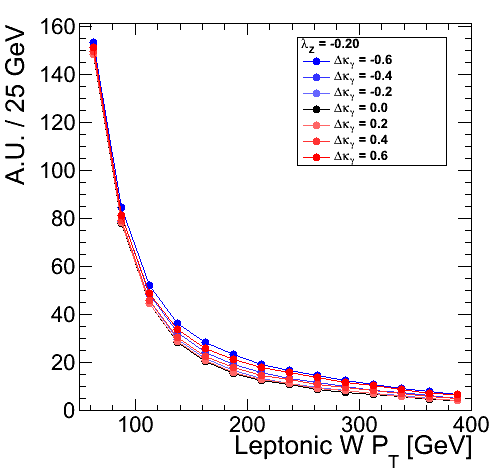 160
140
120
100
80
60
40
20
0
A.U. / 25 GeV
λZ = -0.20
Δκγ = -0.6
Δκγ = -0.4
Δκγ = -0.2
Δκγ = 0.0
Δκγ = 0.2
Δκγ = 0.4
Δκγ = 0.6
100 200 300 400
Leptonic W PT [GeV]